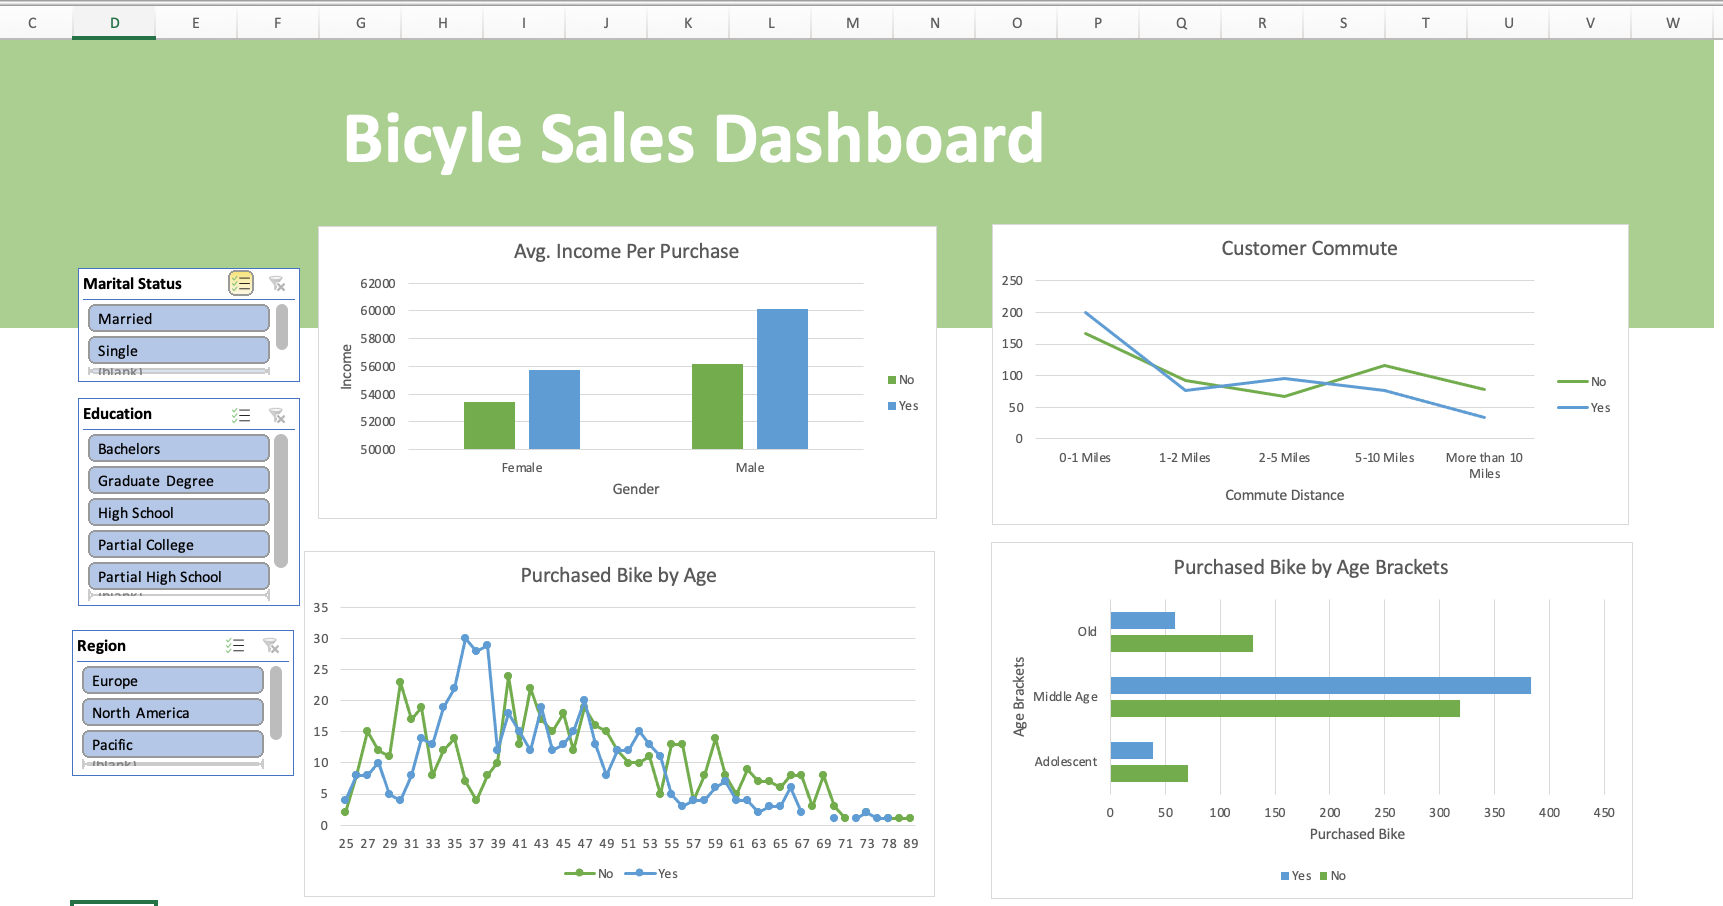 C D E F G H I J K L M N O P Q R S T U V W
Bicyle Sales Dashboard
Marital Status
Married
Single
(blank)
Education
Bachelors
Graduate Degree
High School
Partial College
Partial High School
(blank)
Region
Europe
North America
Pacific
(blank)
Avg. Income Per Purchase
62000
60000
58000
56000
54000
52000
50000
Income
Female Male
Gender
No
Yes
Customer Commute
250
200
150
100
50
0
0-1 Miles 1-2 Miles 2-5 Miles 5-10 Miles More than 10
Miles
Commute Distance
No
Yes
Purchased Bike by Age
35
30
25
20
15
10
5
0
25 27 29 31 33 35 37 39 41 43 45 47 49 51 53 55 57 59 61 63 65 67 69 71 73 78 89
No Yes
Purchased Bike by Age Brackets
Age Brackets
Old
Middle Age
Adolescent
0 50 100 150 200 250 300 350 400 450
Purchased Bike
Yes No